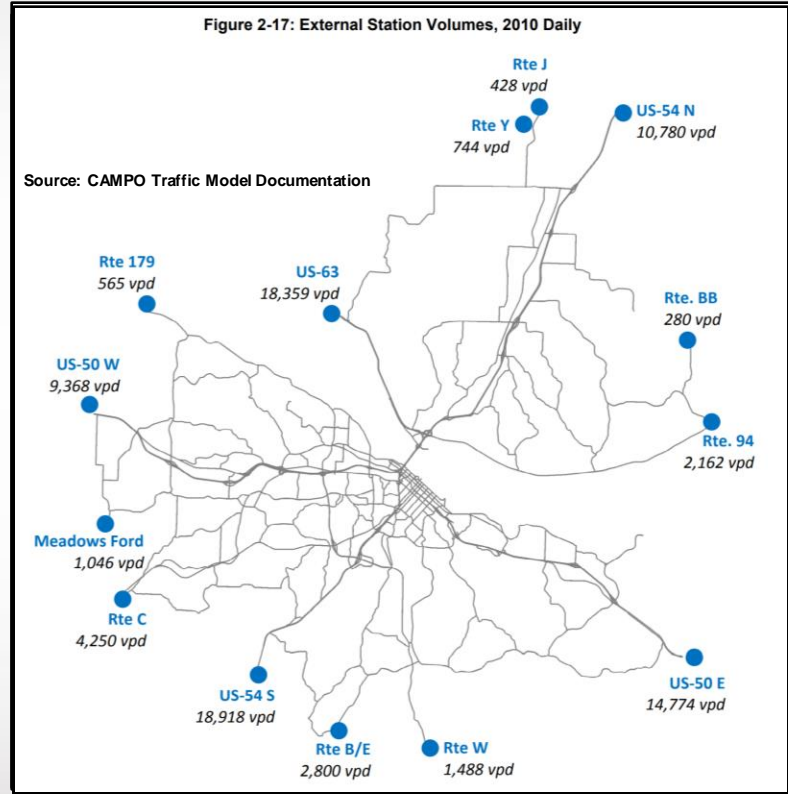 Figure 2-17: External Station Volumes, 2010 Daily
Rte J
428 vpd
Rte Y
744 vpd
US-54 N
10,780 vpd
Source: CAMPO Traffic Model Documentation
Rte 179
565 vpd
US-63
18,359 vpd
Rte. BB
280 vpd
US-50 W
9,368 vpd
Rte. 94
2,162 vpd
Meadows Ford
1,046 vpd
Rte C
4,250 vpd
US-54 S
18,918 vpd
US-50 E
14,774 vpd
Rte B/E
2,800 vpd
Rte W
1,488 vpd